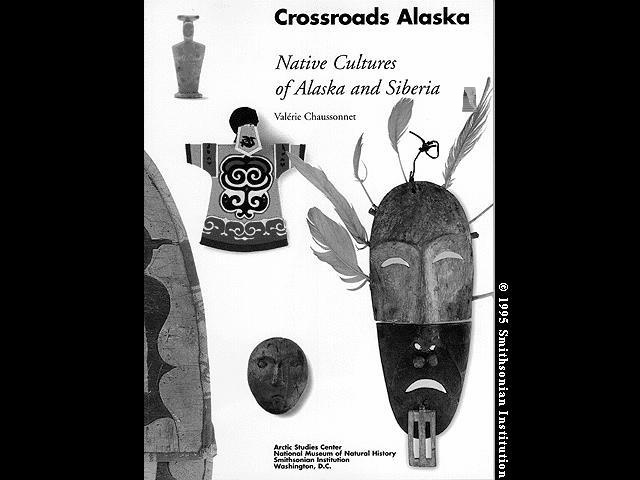 Crossroads Alaska
Native Cultures
of Alaska and Siberia
Valérie Chaussonnet
Arctic Studies Center
National Museum of Natural History
Smithsonian Institution
Washington, D.C.
© 1995 Smithsonian Institution